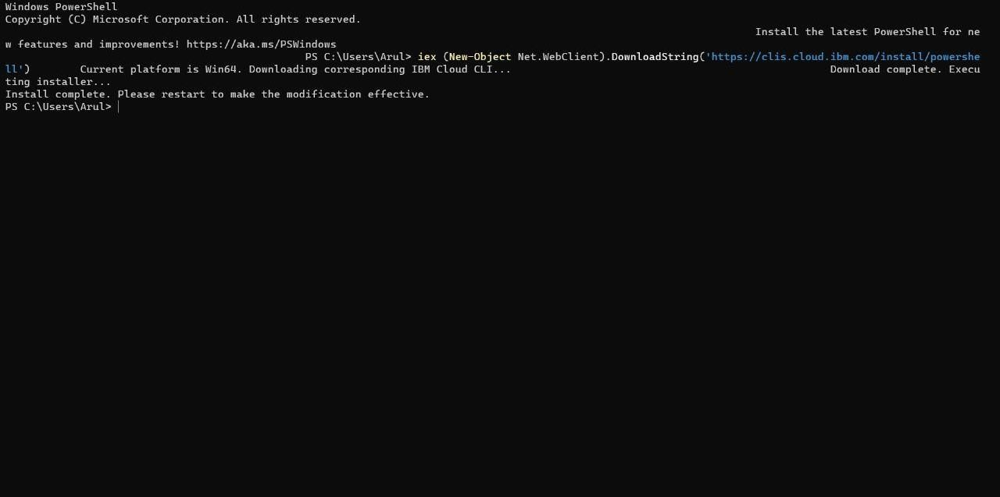 Windows PowerShell
Copyright (C) Microsoft Corporation. All rights reserved.
Install the latest PowerShell for ne
w features and improvements! https://aka.ms/PSWindows
PS C:\Users\Arul> iex (New-Object Net.WebClient).DownloadString('https://clis.cloud.ibm.com/install/powershe
ll')        Current platform is Win64. Downloading corresponding IBM Cloud CLI...                                                   Download complete. Execu
ting installer...
Install complete. Please restart to make the modification effective.
PS C:\Users\Arul>